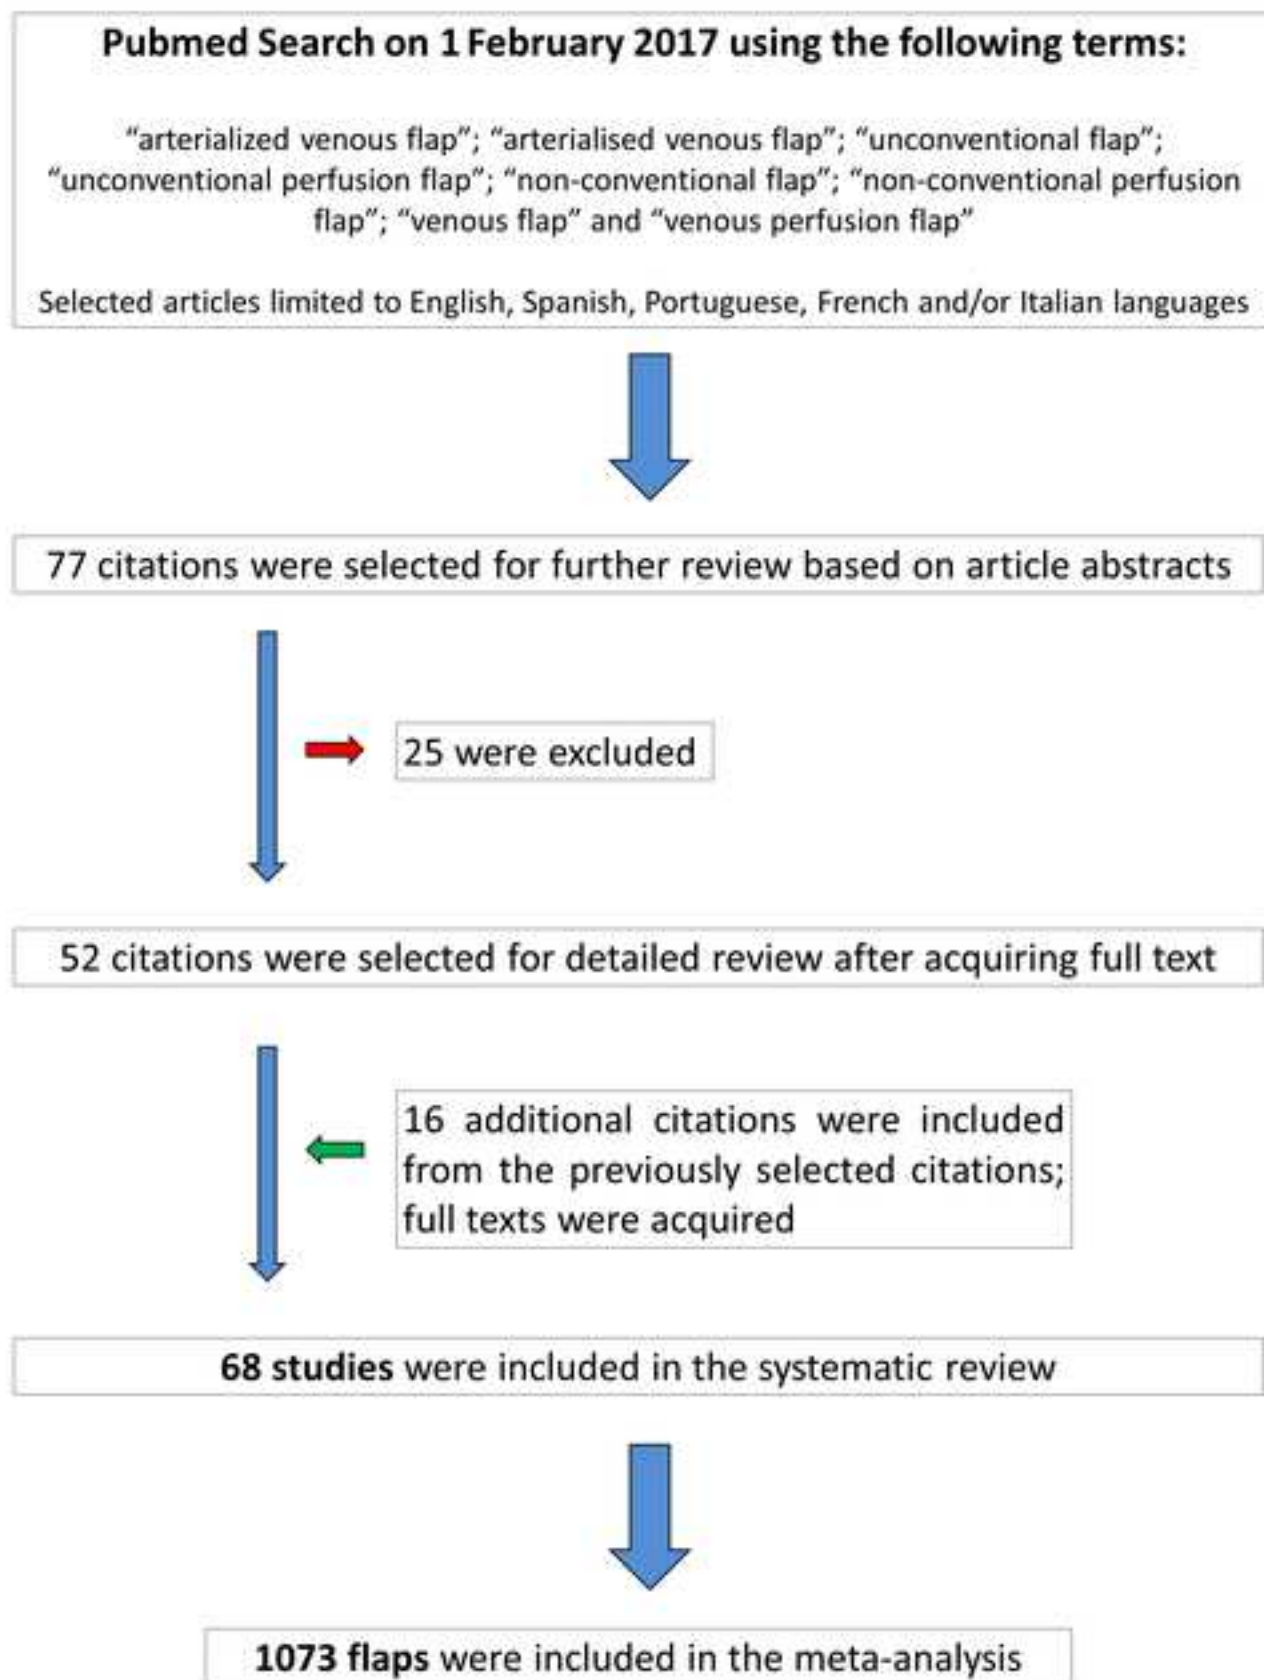 Pubmed Search on 1 February 2017 using the following terms:
“arterialized venous flap”; “arterialised venous flap”; “unconventional flap”;
“unconventional perfusion flap”; “non-conventional flap”; “non-conventional perfusion
flap”; “venous flap” and “venous perfusion flap”
Selected articles limited to English, Spanish, Portuguese, French and/or Italian languages
77 citations were selected for further review based on article abstracts
25 were excluded
52 citations were selected for detailed review after acquiring full text
16 additional citations were included
from the previously selected citations;
full texts were acquired
68 studies were included in the systematic review
1073 flaps were included in the meta-analysis